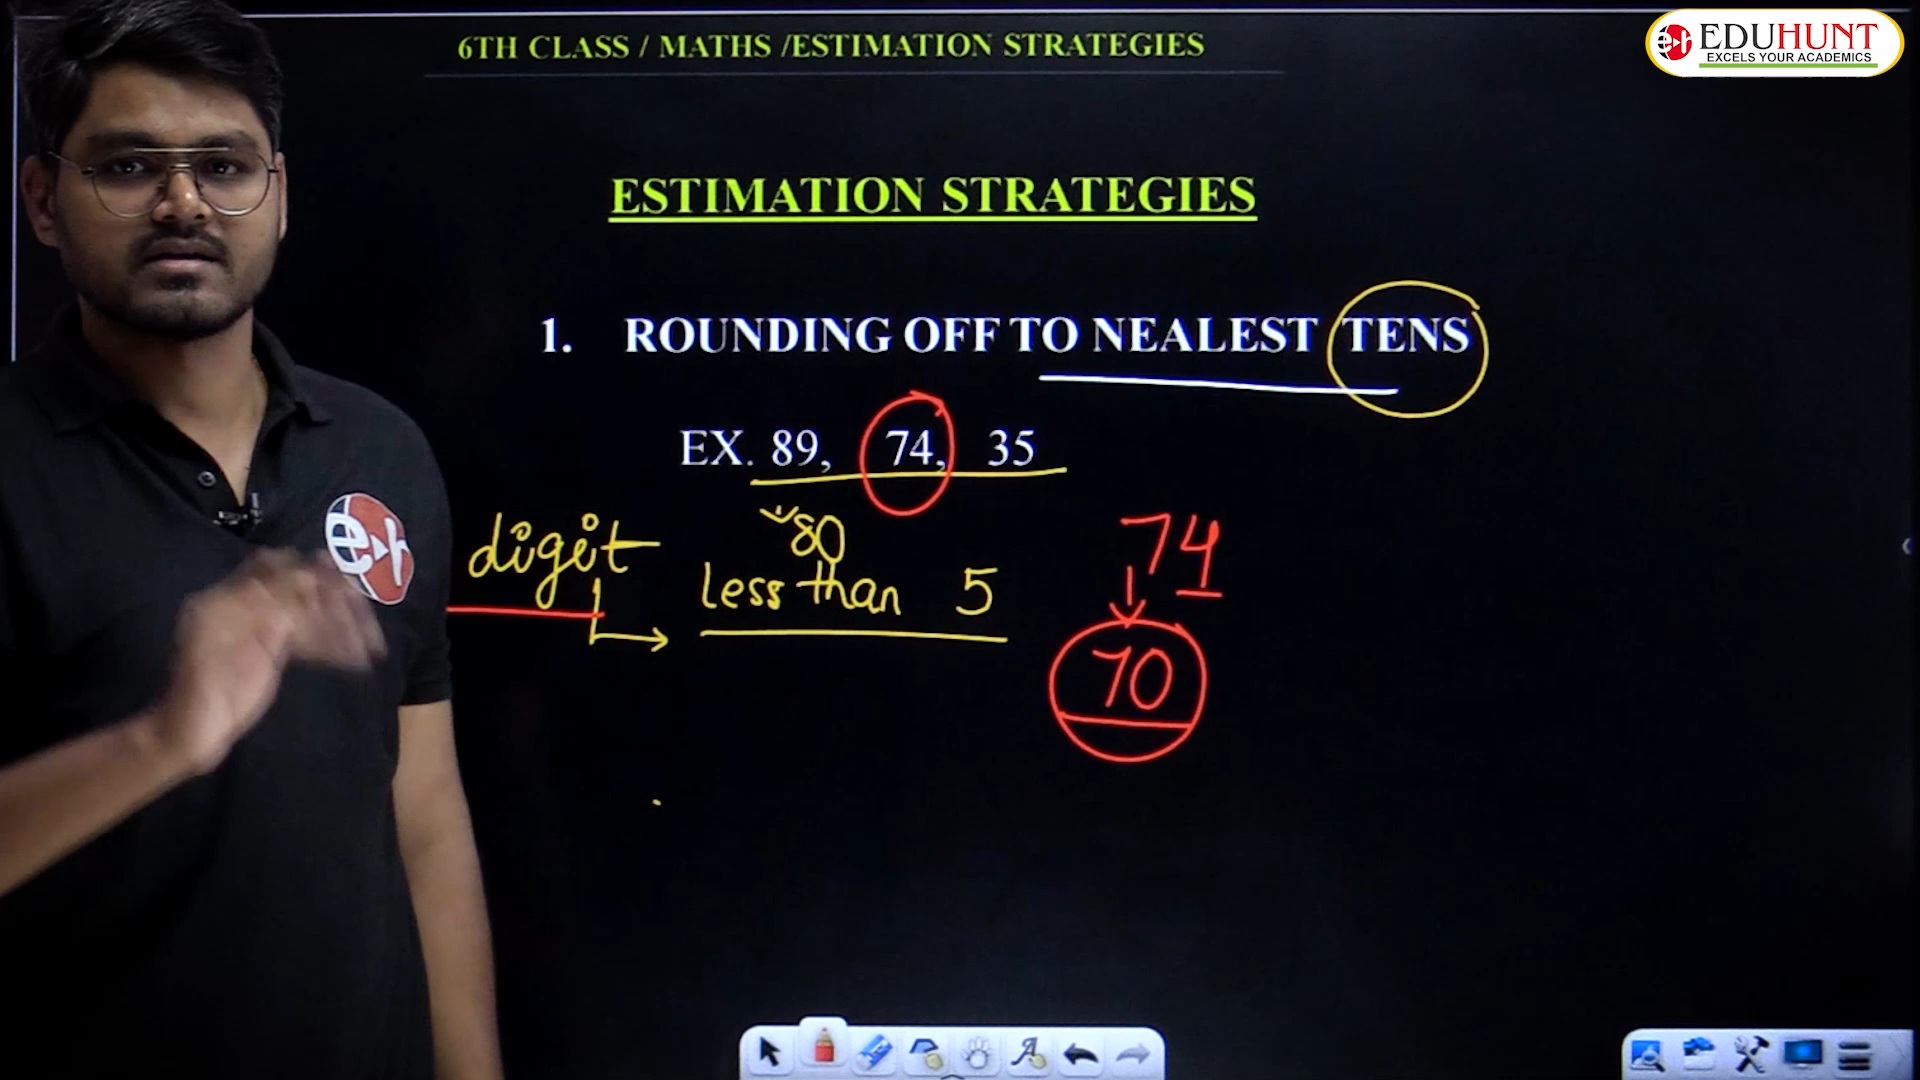 6TH CLASS / MATHS /ESTIMATION STRATEGIES
EDUHUNT
EXCELS YOUR ACADEMICS
ESTIMATION STRATEGIES
1. ROUNDING OFF TO NEALEST TENS
EX. 89, 74, 35
80
digit less than 5
74
70